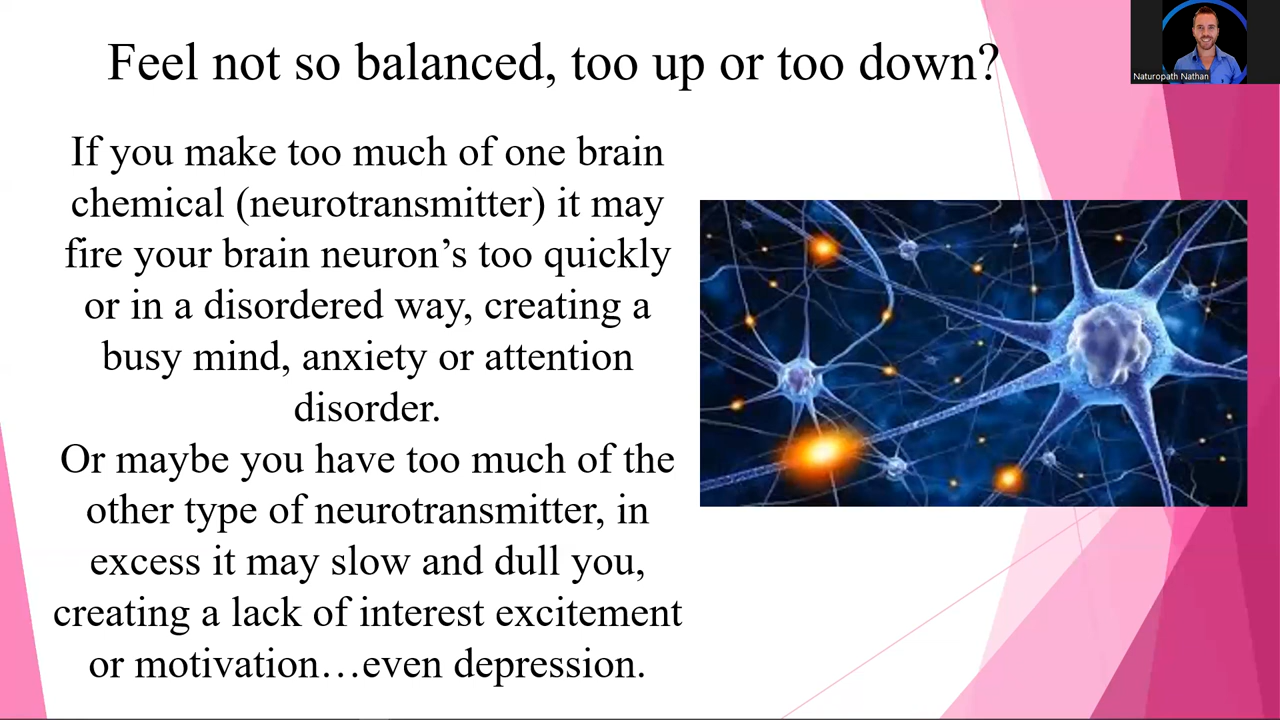 Feel not so balanced, too up or too down?
Naturopath Nathan
If you make too much of one brain
chemical (neurotransmitter) it may
fire your brain neuron’s too quickly
or in a disordered way, creating a
busy mind, anxiety or attention
disorder.
Or maybe you have too much of the
other type of neurotransmitter, in
excess it may slow and dull you,
creating a lack of interest excitement
or motivation…even depression.